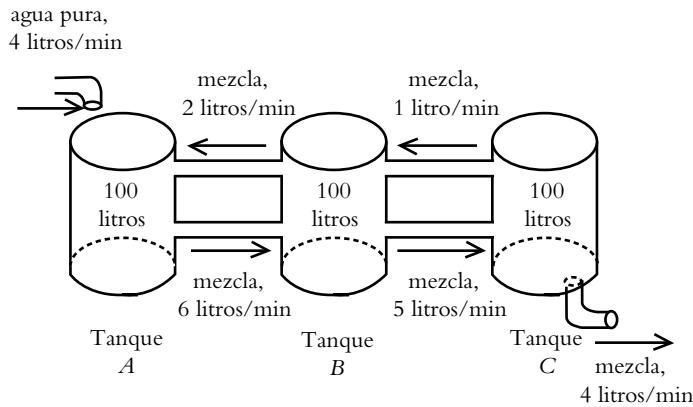 agua pura,
4 litros/min
mezcla,
2 litros/min
mezcla,
1 litro/min
100
litros
100
litros
100
litros
mezcla,
6 litros/min
mezcla,
5 litros/min
Tanque
A
Tanque
B
Tanque
C
mezcla,
4 litros/min